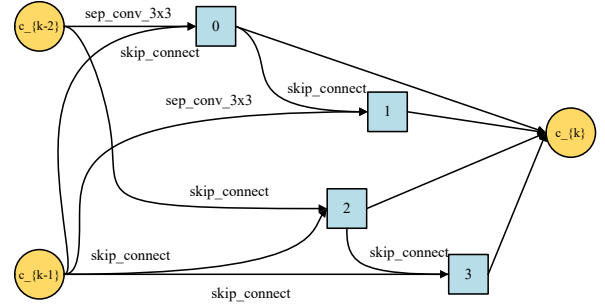 c_{k-2}
sep_conv_3x3
0
skip_connect
skip_connect
sep_conv_3x3
1
c_{k}
skip_connect
2
skip_connect
skip_connect
c_{k-1}
3
skip_connect